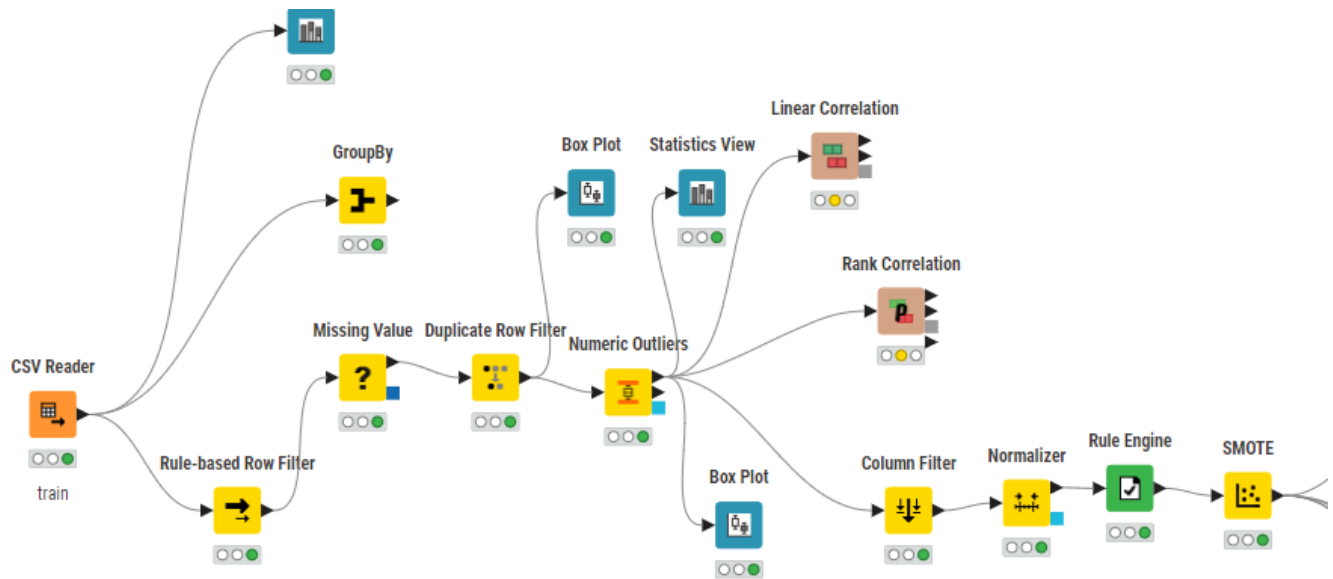 Linear Correlation
Box Plot
Statistics View
GroupBy
Rank Correlation
Missing Value
Duplicate Row Filter
Numeric Outliers
CSV Reader
Rule-based Row Filter
train
Box Plot
Column Filter
Normalizer
Rule Engine
SMOTE
?
ρ